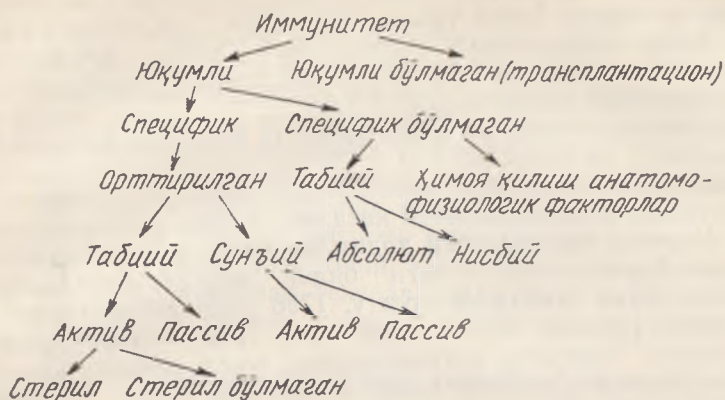 Иммунитет
Юқумли Юқумли бўлмаган (трансплантацион)
Специфик Специфик бўлмаган
Орттирилган Табиий Ҳимоя қилиш анатомо-
физиологик факторлар
Табиий Сунъий Абсолют Нисбий
Актив Пассив Актив Пассив
Стерил Стерил бўлмаган